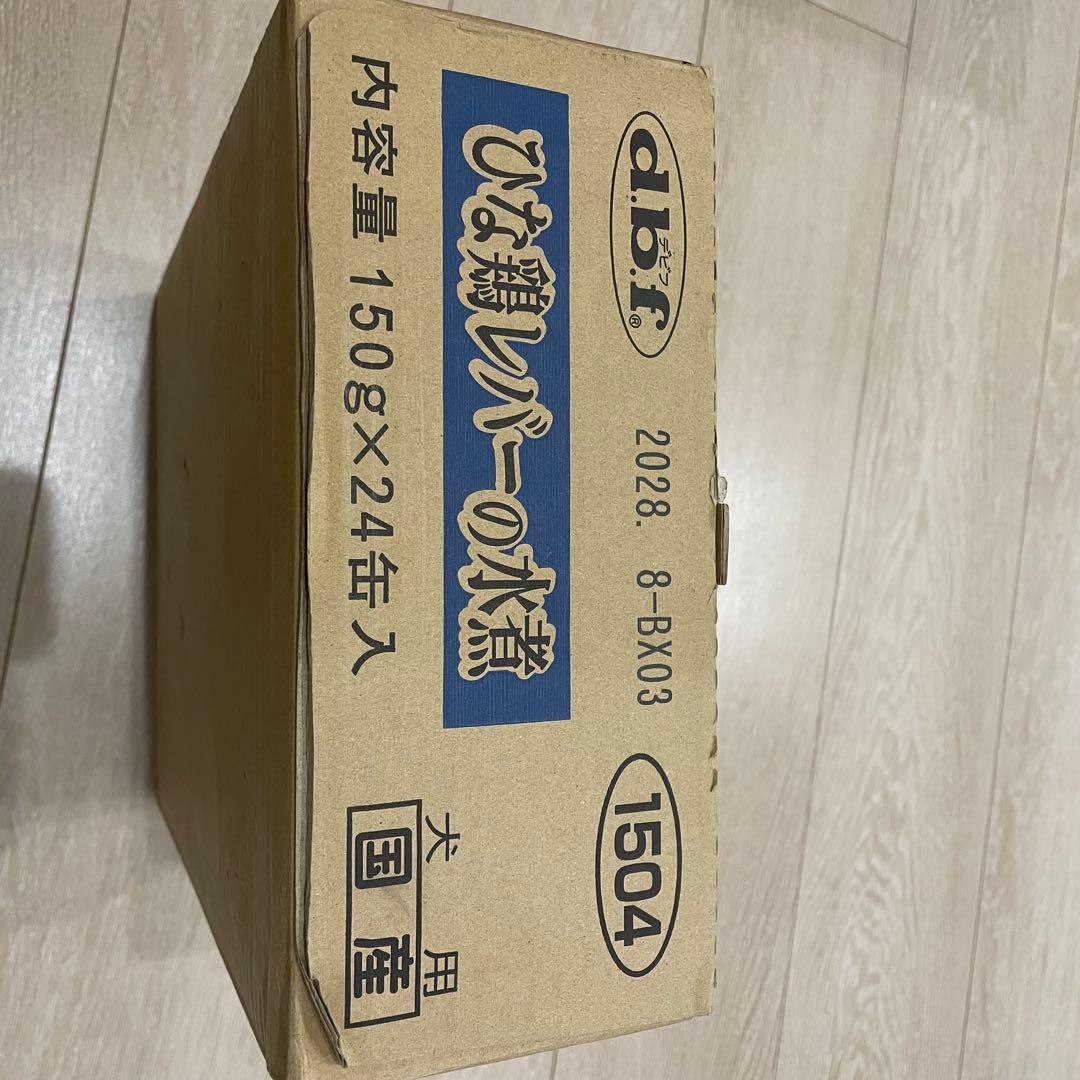 d.b.f®
デビフ
2028. 8-BX03
1504
ひな鶏レバーの水煮
内容量 150g×24缶入
犬用
国産